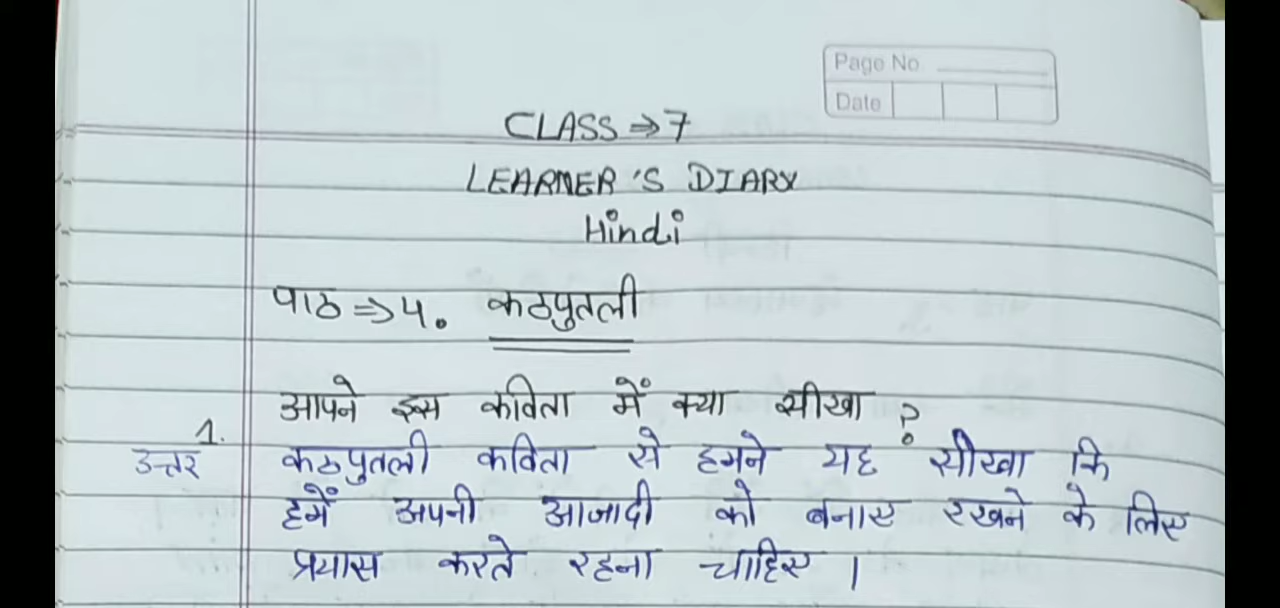 Page No
Date
CLASS ⇒ 7
LEARNER'S DIARY
Hindi
पाठ ⇒ ५. कठपुतली
आपने इस कविता में क्या सीखा ?
उत्तर 1. कठपुतली कविता से हमने यह सीखा कि
हमें अपनी आजादी को बनाए रखने के लिए
प्रयास करते रहना चाहिए ।